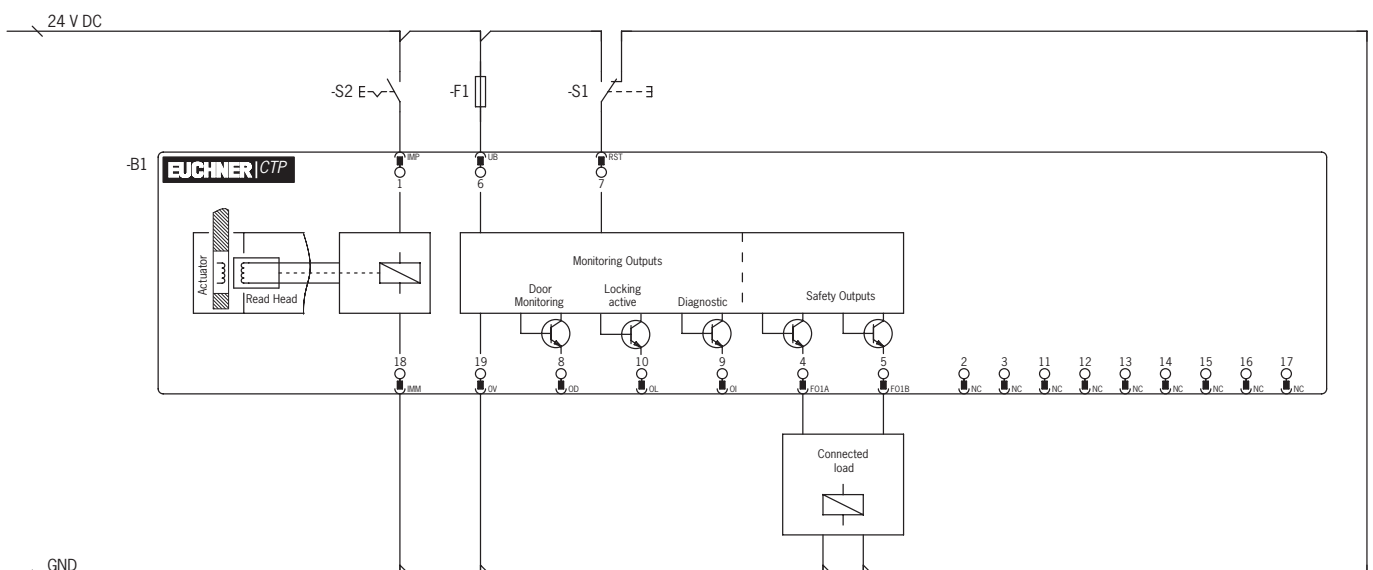 24 V DC
-S2
-F1
-S1
-B1
EUCHNER CTP
IMP
UB
RST
1
6
7
Actuator
Read Head
Monitoring Outputs
Door Monitoring
Locking active
Diagnostic
Safety Outputs
18
19
8
10
9
4
5
2
3
11
12
13
14
15
16
17
IMM
0V
OD
OL
OI
FO1A
FO1B
NC
NC
NC
NC
NC
NC
NC
NC
NC
Connected load
GND